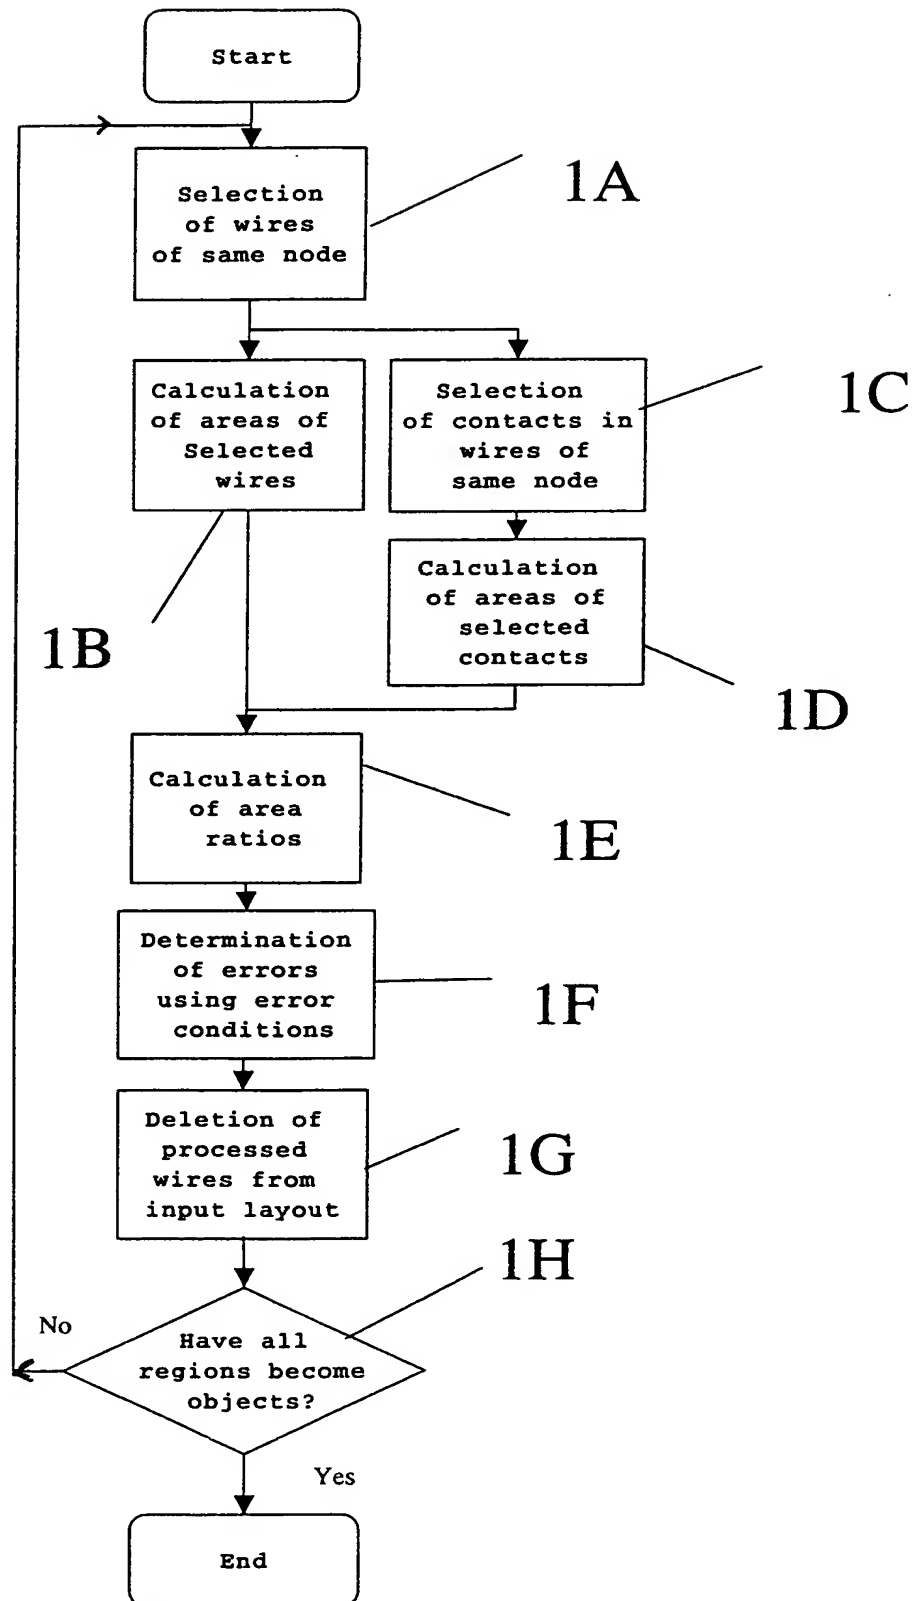 Start
Selection
of wires
of same node
1A
Calculation
of areas of
Selected
wires
1B
Selection
of contacts in
wires of
same node
1C
Calculation
of areas of
selected
contacts
1D
Calculation
of area
ratios
1E
Determination
of errors
using error
conditions
1F
Deletion of
processed
wires from
input layout
1G
1H
No
Have all
regions become
objects?
Yes
End